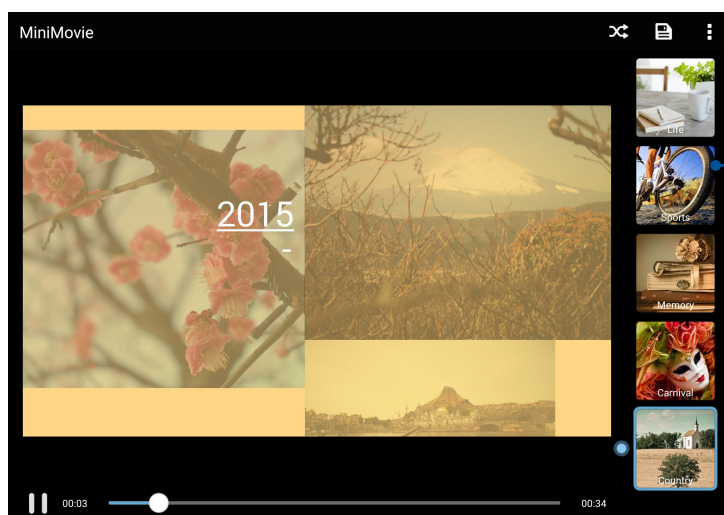 MiniMovie
Life
2015
-
Sports
Memory
Carnival
Country
00:03
00:34